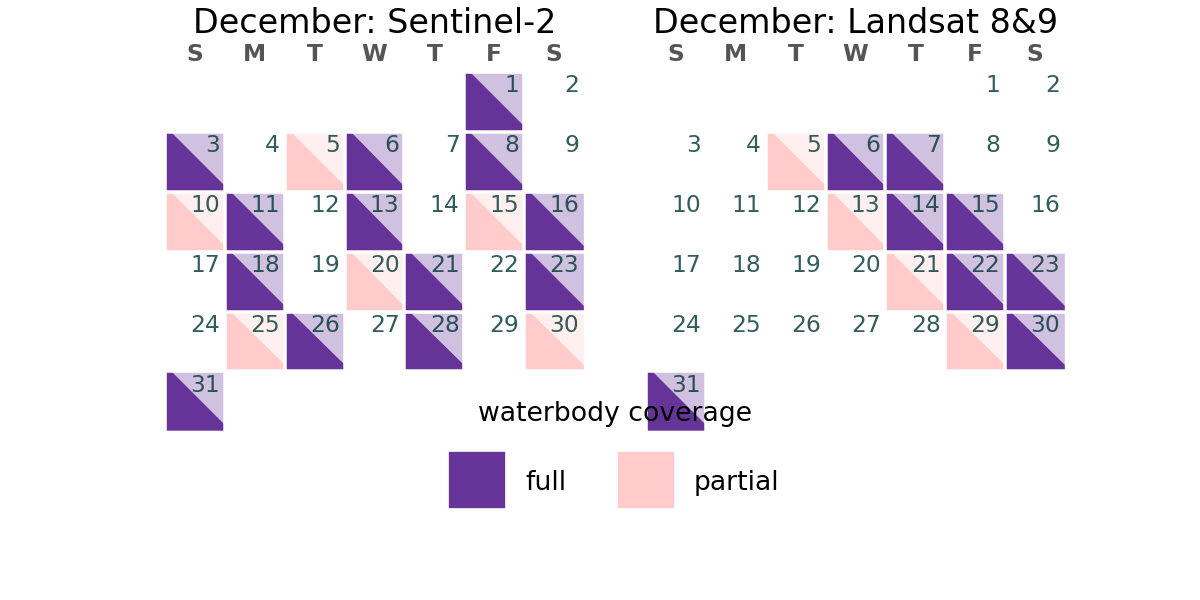 December: Sentinel-2
S M T W T F S
1 2
3 4 5 6 7 8 9
10 11 12 13 14 15 16
17 18 19 20 21 22 23
24 25 26 27 28 29 30
31
December: Landsat 8&9
S M T W T F S
1 2
3 4 5 6 7 8 9
10 11 12 13 14 15 16
17 18 19 20 21 22 23
24 25 26 27 28 29 30
31
waterbody coverage
full partial